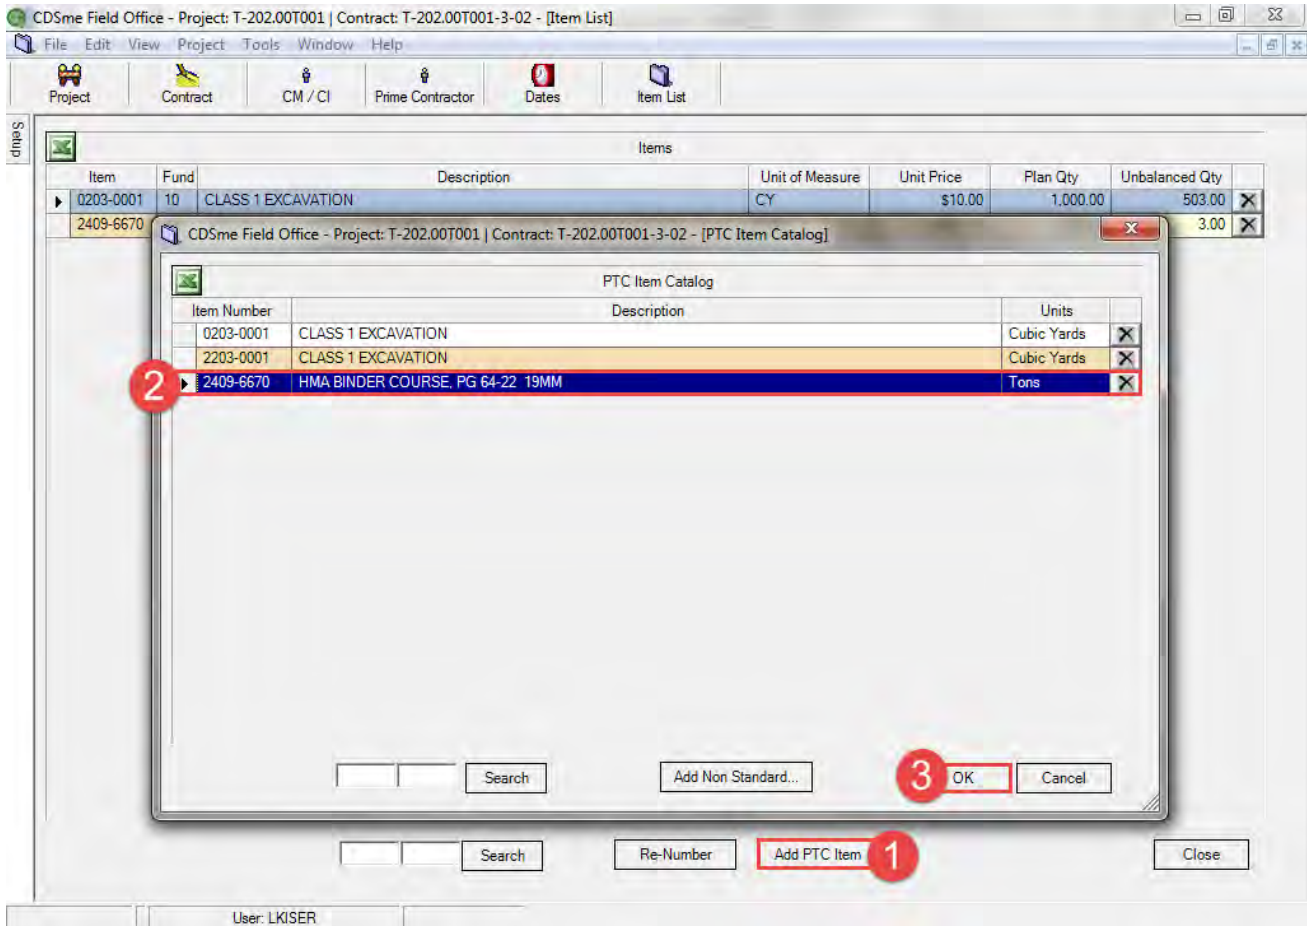 CDSme Field Office - Project: T-202.00T001 | Contract: T-202.00T001-3-02 - [Item List]
File Edit View Project Tools Window Help
Project Contract CM / CI Prime Contractor Dates Item List
Setup
Items
Item Fund Description Unit of Measure Unit Price Plan Qty Unbalanced Qty
0203-0001 10 CLASS 1 EXCAVATION CY $10.00 1,000.00 503.00
2409-6670 3.00
CDSme Field Office - Project: T-202.00T001 | Contract: T-202.00T001-3-02 - [PTC Item Catalog]
PTC Item Catalog
Item Number Description Units
0203-0001 CLASS 1 EXCAVATION Cubic Yards
2203-0001 CLASS 1 EXCAVATION Cubic Yards
2 2409-6670 HMA BINDER COURSE, PG 64-22 19MM Tons
Search Add Non Standard... 3 OK Cancel
Search Re-Number Add PTC Item 1 Close
User: LKISER